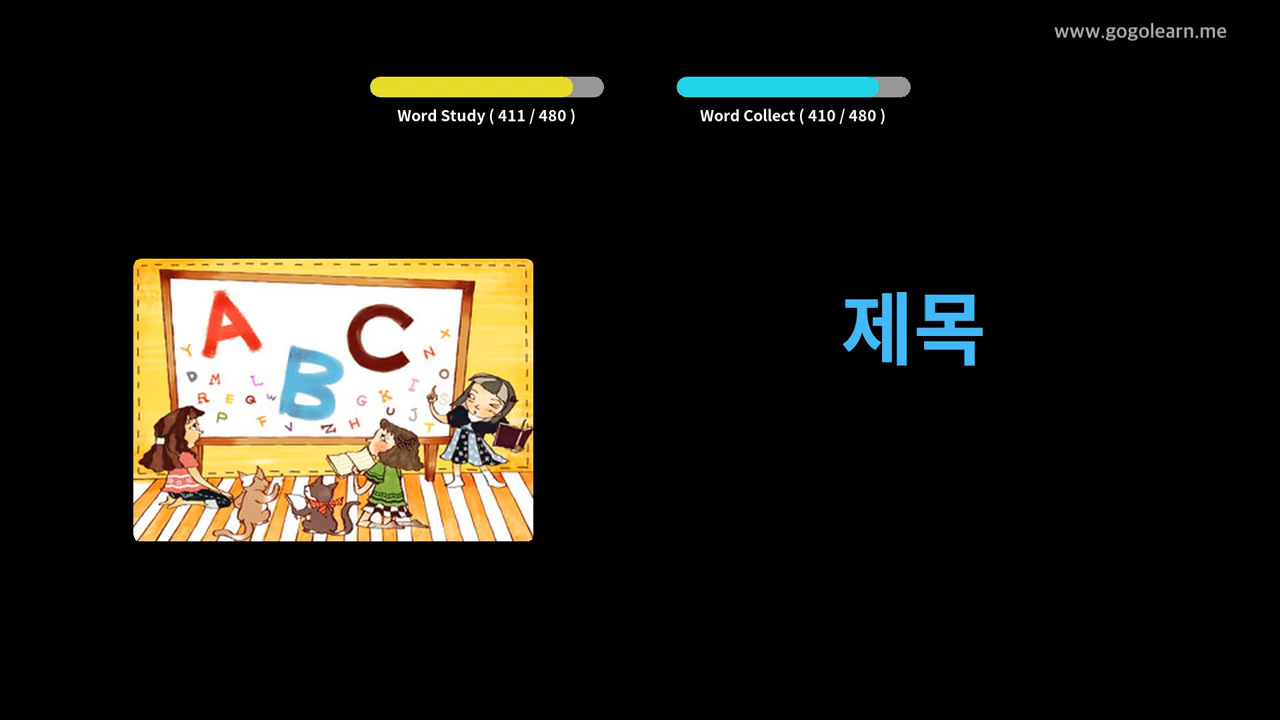 www.gogolearn.me
Word Study ( 411 / 480 )
Word Collect ( 410 / 480 )
제목
A
B
C
Y
X
N
D M L
O
R E Q W
G K I S
P F V Z H U J T